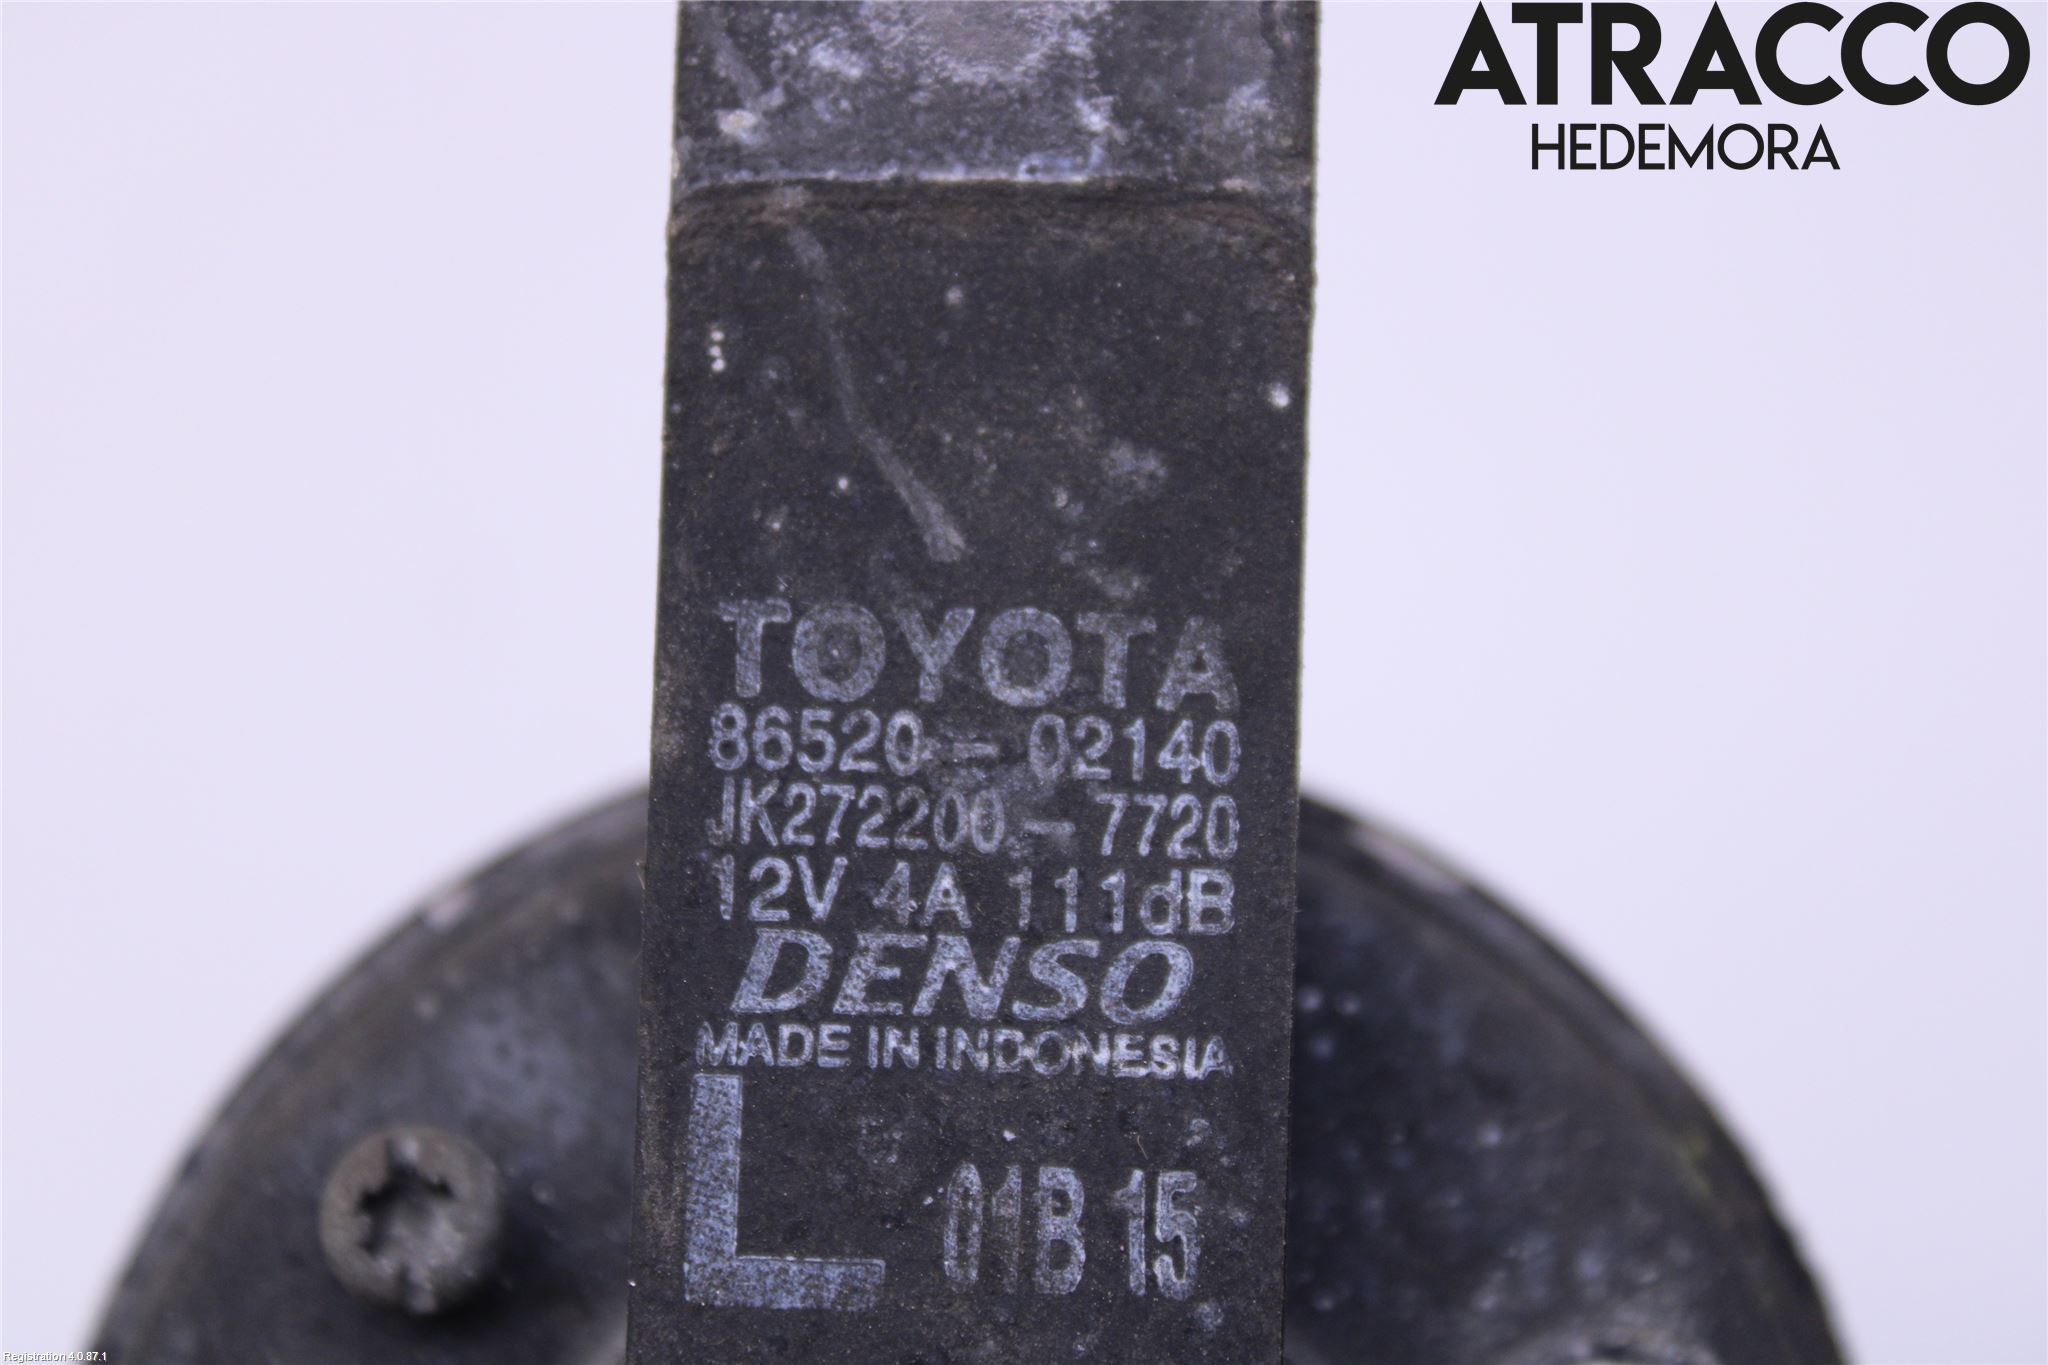 ATRACCO
HEDEMORA
TOYOTA
86520-02140
JK272200-7720
12V 4A 111dB
DENSO
MADE IN INDONESIA
L
01B 15
Registration 4.0.87.1